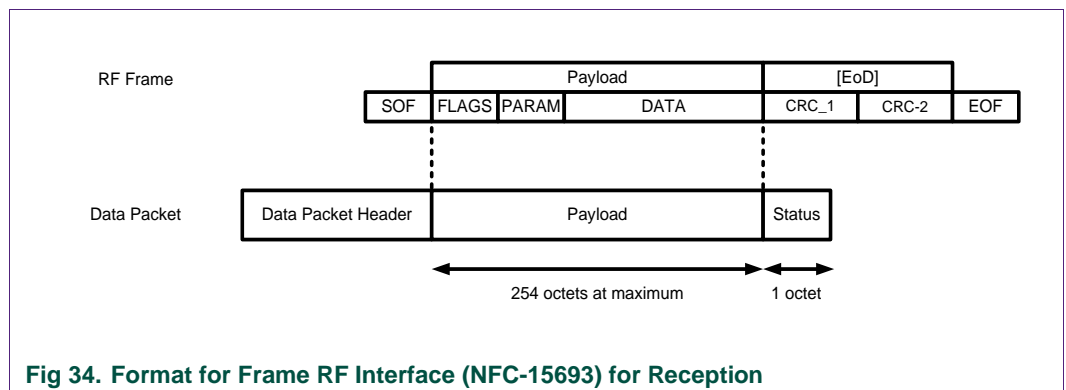 RF Frame
Payload [EoD]
SOF FLAGS PARAM DATA CRC_1 CRC-2 EOF
Data Packet
Data Packet Header Payload Status
254 octets at maximum 1 octet
Fig 34. Format for Frame RF Interface (NFC-15693) for Reception